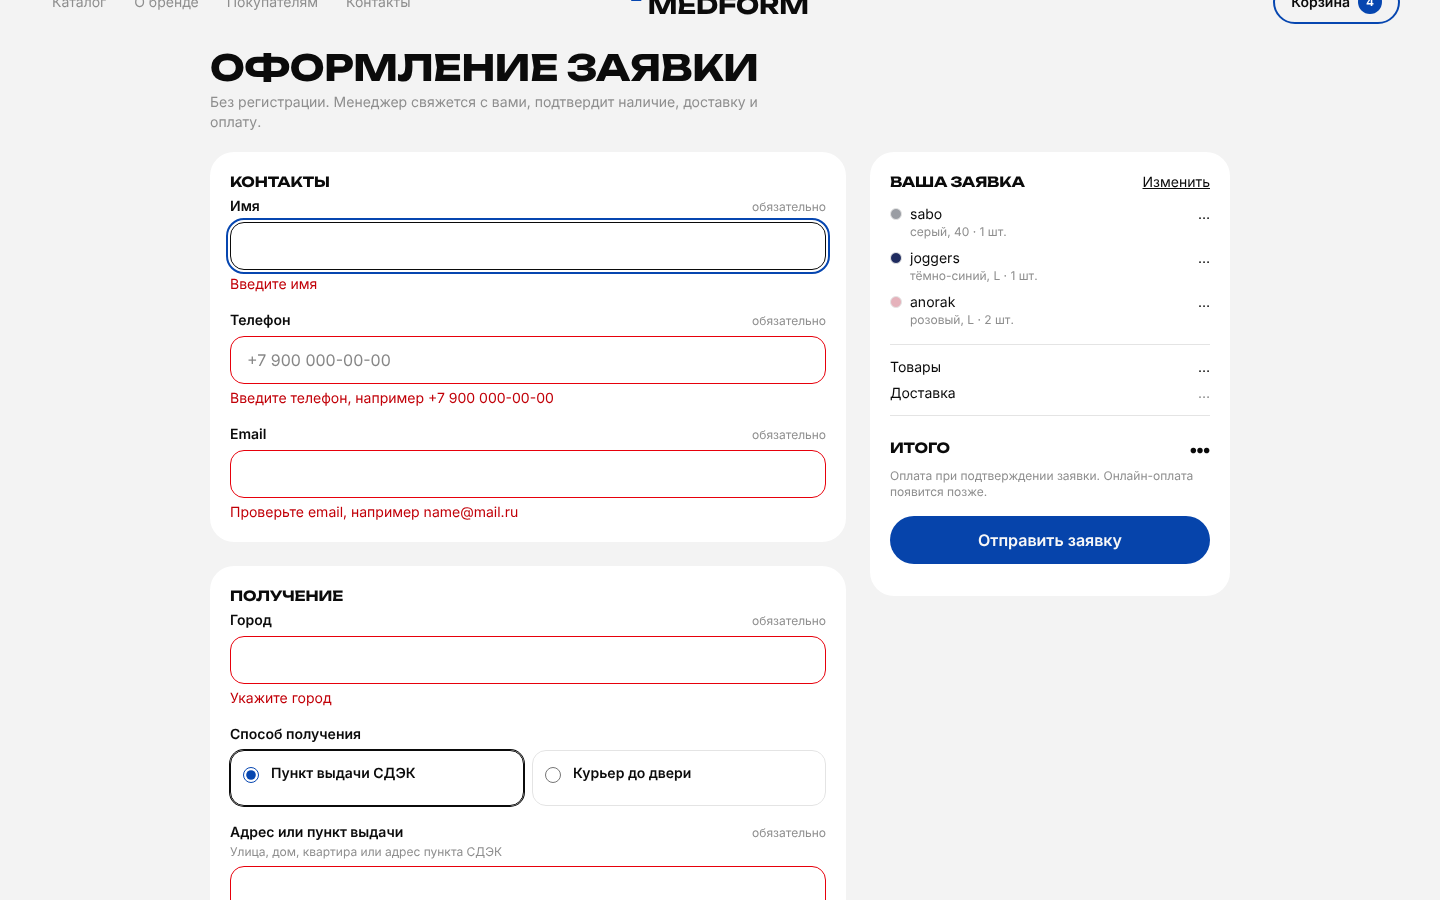 Каталог О бренде Покупателям Контакты
MEDFORM
Корзина 4
ОФОРМЛЕНИЕ ЗАЯВКИ
Без регистрации. Менеджер свяжется с вами, подтвердит наличие, доставку и
оплату.
КОНТАКТЫ
Имя обязательно
Введите имя
Телефон обязательно
+7 900 000-00-00
Введите телефон, например +7 900 000-00-00
Email обязательно
Проверьте email, например name@mail.ru
ПОЛУЧЕНИЕ
Город обязательно
Укажите город
Способ получения
Пункт выдачи СДЭК Курьер до двери
Адрес или пункт выдачи обязательно
Улица, дом, квартира или адрес пункта СДЭК
ВАША ЗАЯВКА Изменить
sabo ...
серый, 40 · 1 шт.
joggers ...
тёмно-синий, L · 1 шт.
anorak ...
розовый, L · 2 шт.
Товары ...
Доставка ...
ИТОГО ...
Оплата при подтверждении заявки. Онлайн-оплата
появится позже.
Отправить заявку